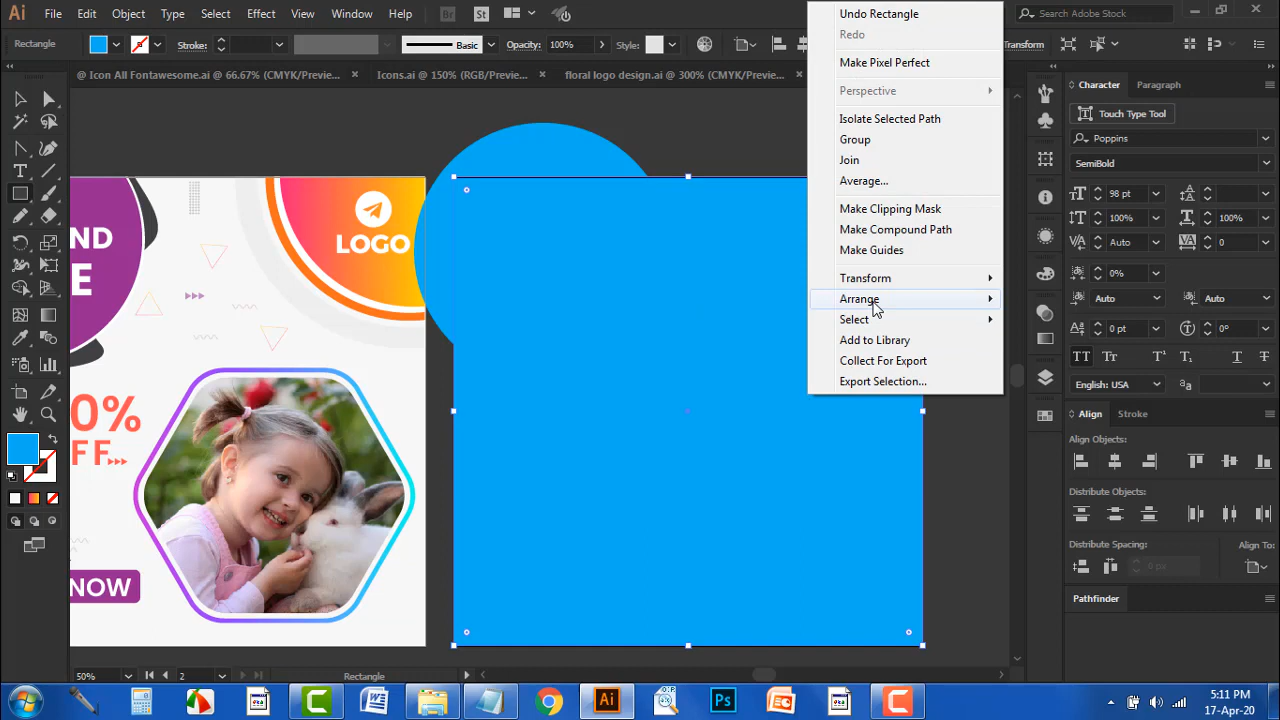 Ai File Edit Object Type Select Effect View Window Help Br St Search Adobe Stock
Rectangle Stroke: Basic Opacity: 100% Style: Transform
@ Icon All Fontawesome.ai @ 66.67% (CMYK/Previe... × Icons.ai @ 150% (RGB/Previe... × floral logo design.ai @ 300% (CMYK/Previe... ×
Undo Rectangle
Redo
Make Pixel Perfect
Perspective
Isolate Selected Path
Group
Join
Average...
Make Clipping Mask
Make Compound Path
Make Guides
Transform
Arrange
Select
Add to Library
Collect For Export
Export Selection...
Character Paragraph
Touch Type Tool
Poppins
SemiBold
98 pt
100% 100%
Auto 0
0%
Auto Auto
0 pt 0°
English: USA
Align Stroke
Align Objects:
Distribute Objects:
Distribute Spacing: Align To:
0 px
Pathfinder
ND
E
LOGO
0%
FF
NOW
50% 2 Rectangle
Ps
5:11 PM
17-Apr-20